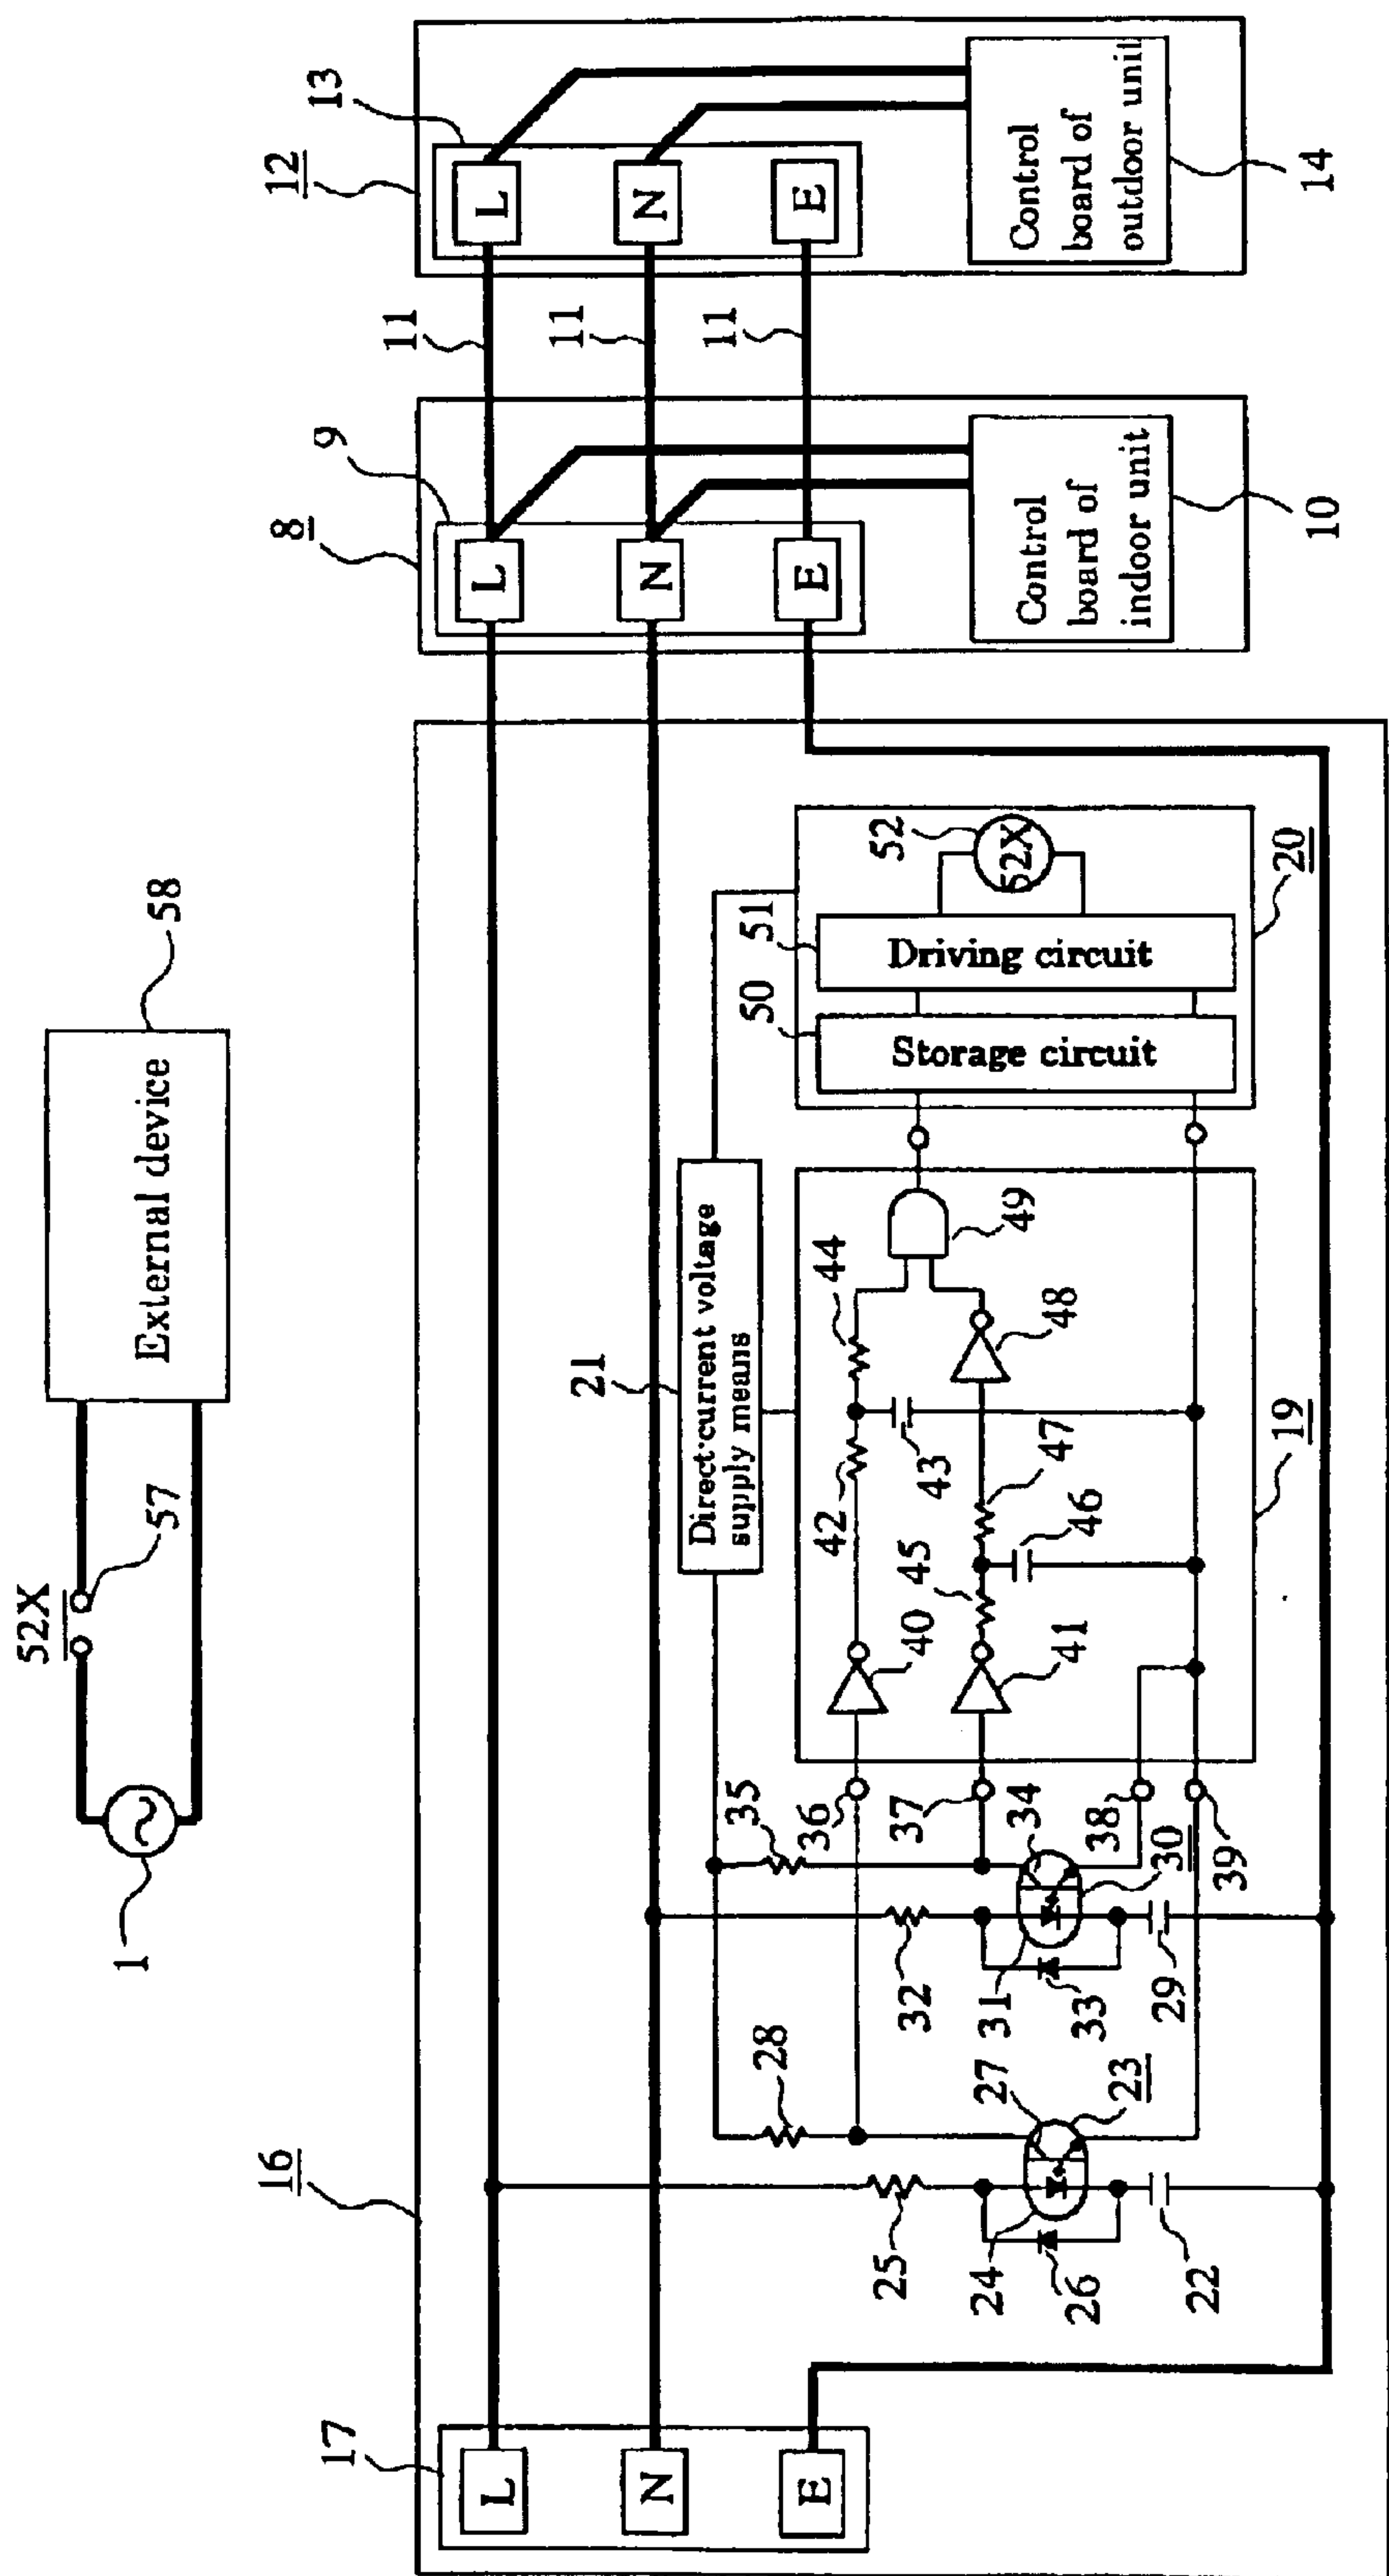 52X
57
External device
58
1
16
17
L
N
E
8
9
L
N
E
Control
board of
indoor unit
10
11
11
11
12
13
L
N
E
Control
board of
outdoor unit
14
21
Direct-current voltage
supply means
25
28
32
35
24
27
23
26
22
31
34
30
33
29
36
37
38
39
40
41
42
44
43
45
47
46
48
49
19
50
51
52
52X
Storage circuit
Driving circuit
20